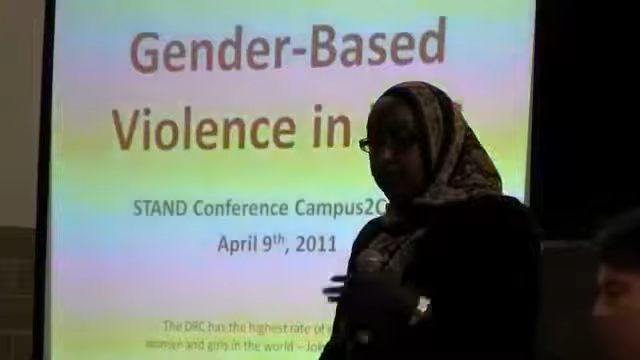 Gender-Based
Violence in
STAND Conference Campus2C
April 9th, 2011
The DRC has the highest rate of
women and girls in the world – Joh